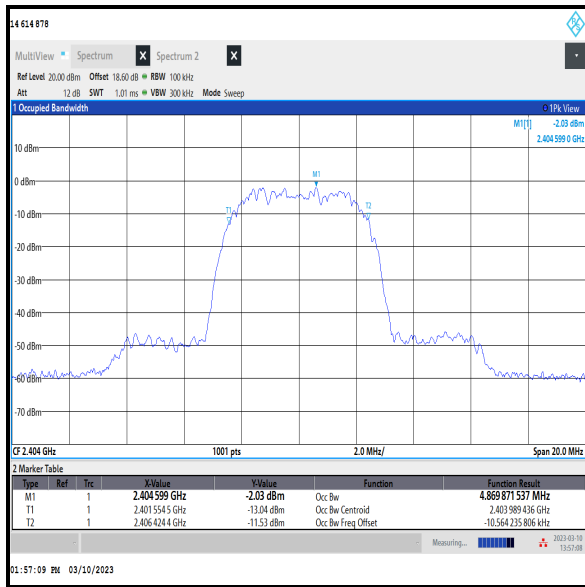 14 614 878
MultiView Spectrum X Spectrum 2 X
Ref Level 20.00 dBm Offset 18.60 dB RBW 100 kHz
Att 12 dB SWT 1.01 ms VBW 300 kHz Mode Sweep
1 Occupied Bandwidth 1Pk View
M1[1] -2.03 dBm
2.404 599 0 GHz
10 dBm
M1
0 dBm
T1
T2
-10 dBm
-20 dBm
-30 dBm
-40 dBm
-50 dBm
-60 dBm
-70 dBm
CF 2.404 GHz 1001 pts 2.0 MHz/ Span 20.0 MHz
2 Marker Table
Type Ref Trc X-Value Y-Value Function Function Result
M1 1 2.404 599 GHz -2.03 dBm Occ Bw 4.869 871 537 MHz
T1 1 2.401 554 5 GHz -13.04 dBm Occ Bw Centroid 2.403 989 436 GHz
T2 1 2.406 424 4 GHz -11.53 dBm Occ Bw Freq Offset -10.564 235 806 kHz
Measuring... 2023-03-10
13:57:08
01:57:09 PM 03/10/2023